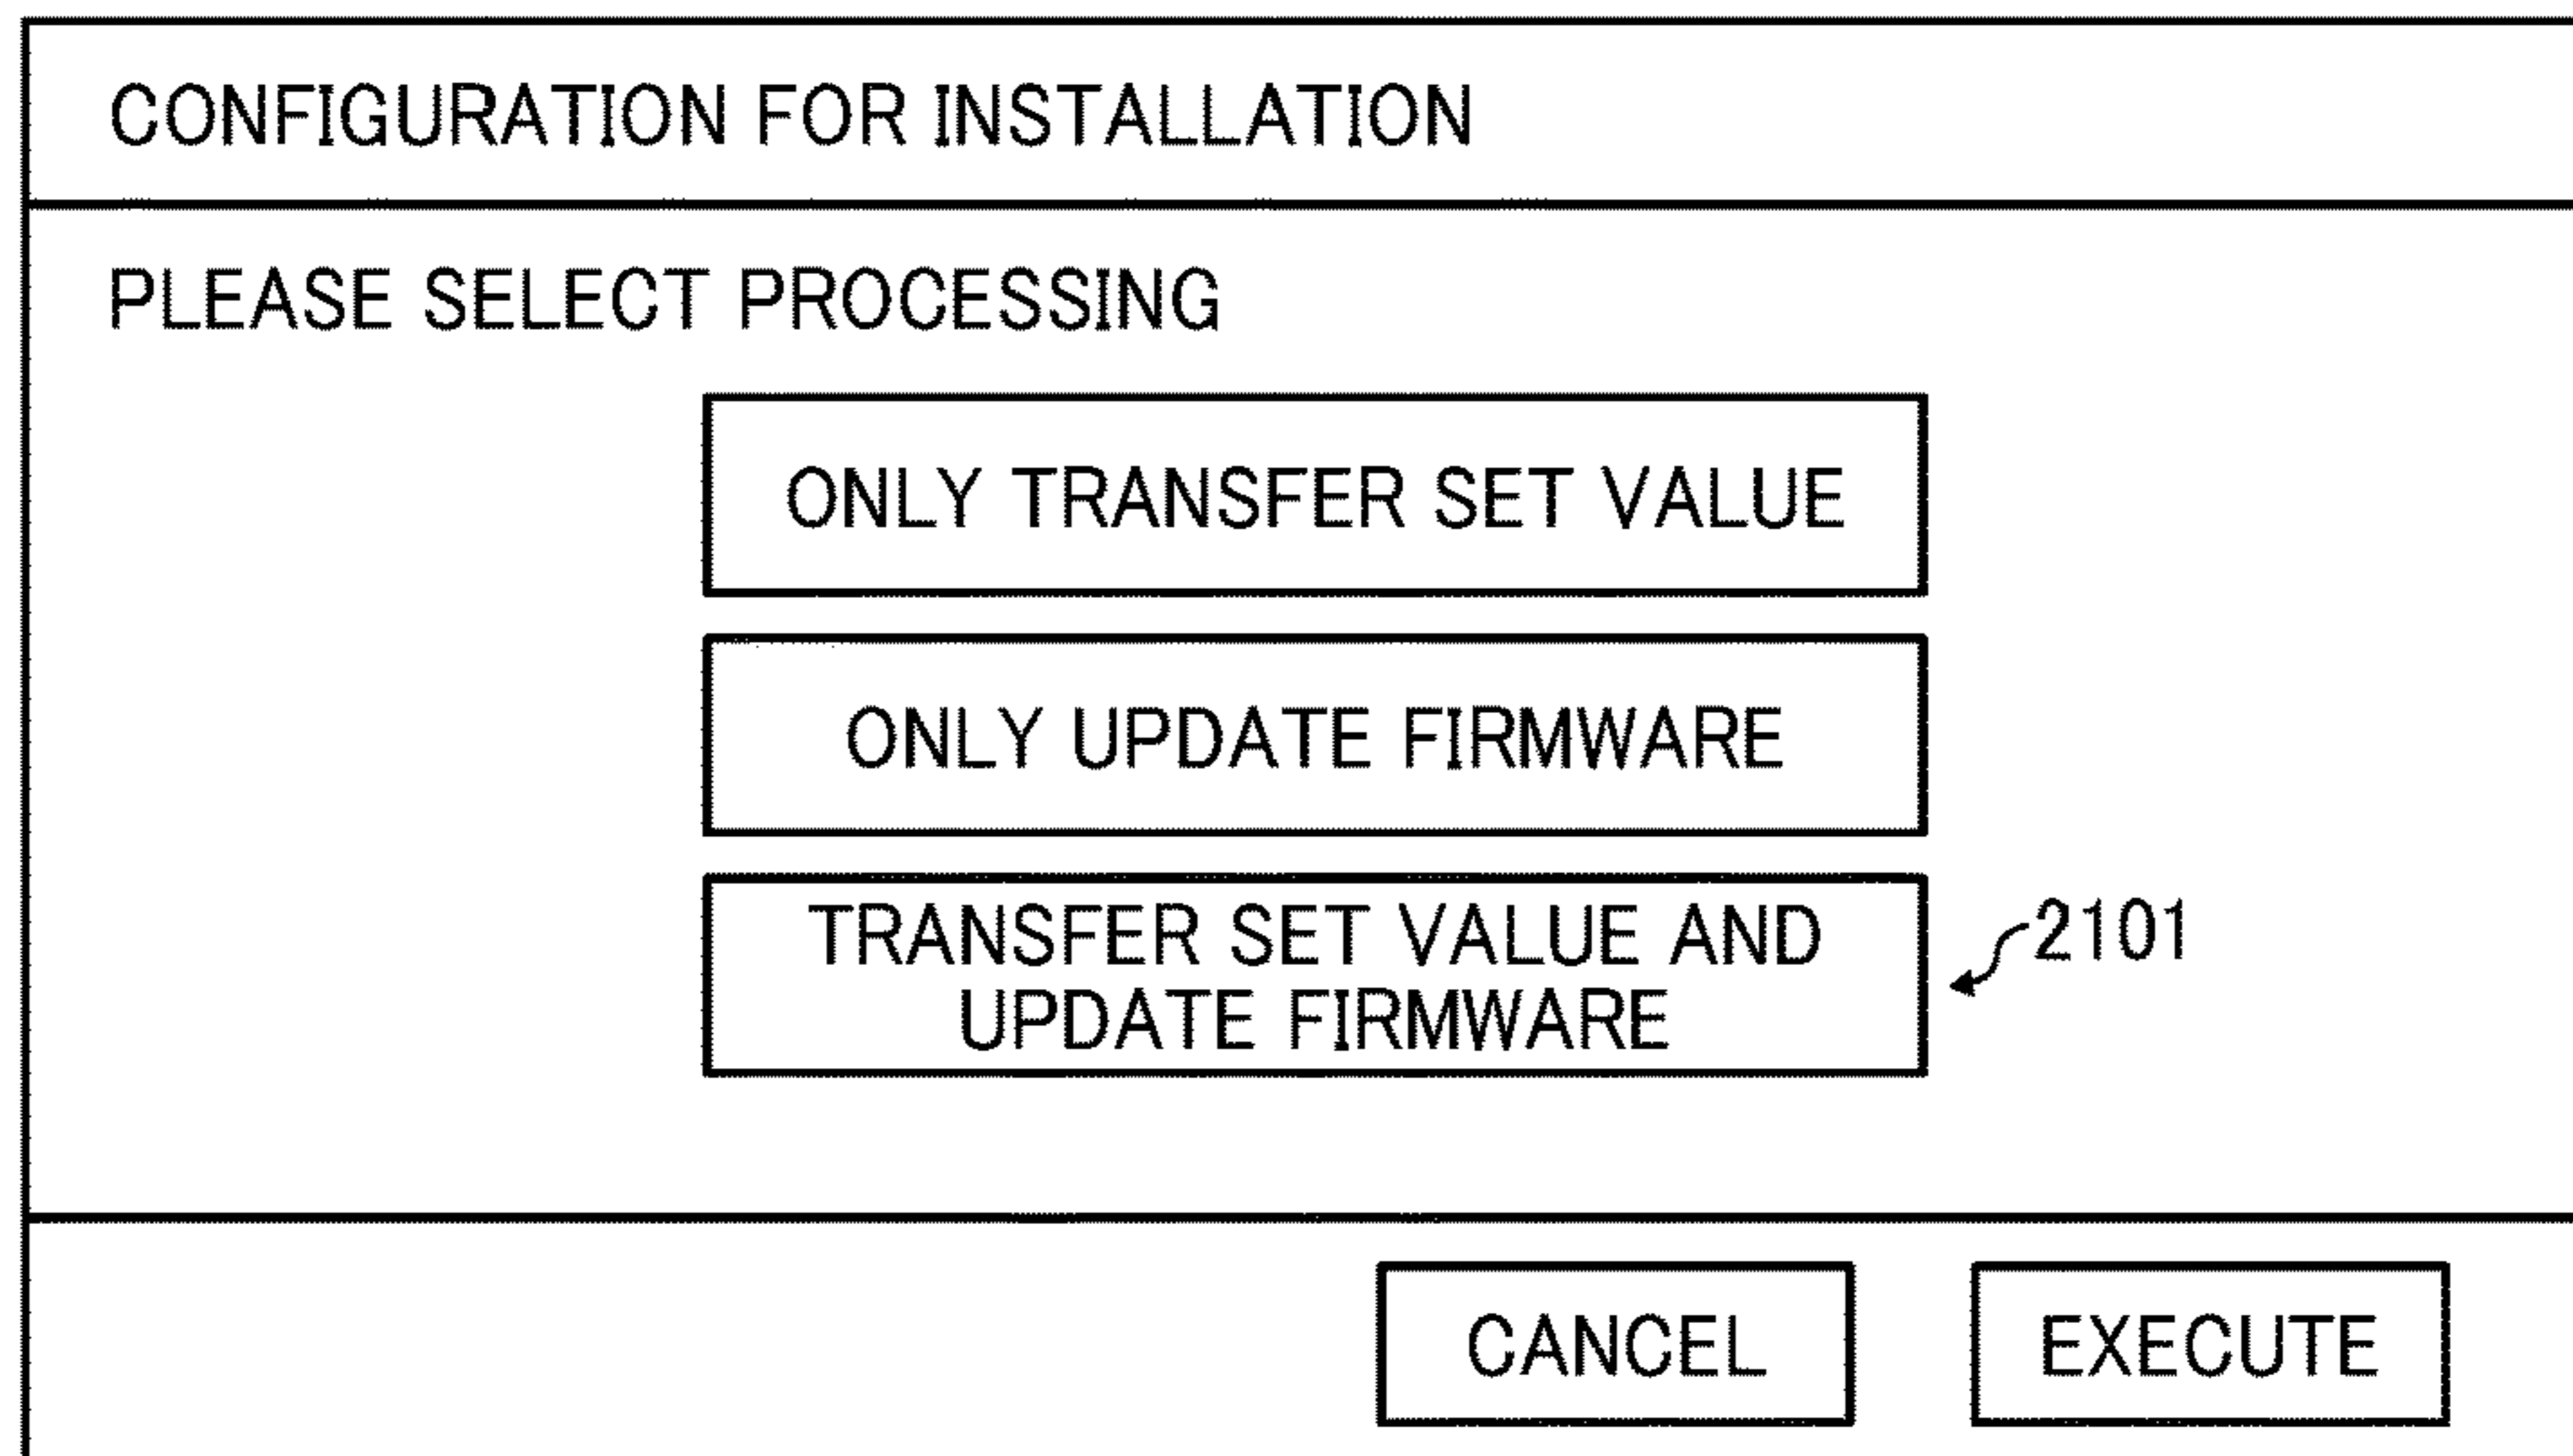 CONFIGURATION FOR INSTALLATION
PLEASE SELECT PROCESSING
ONLY TRANSFER SET VALUE
ONLY UPDATE FIRMWARE
TRANSFER SET VALUE AND
UPDATE FIRMWARE
2101
CANCEL
EXECUTE